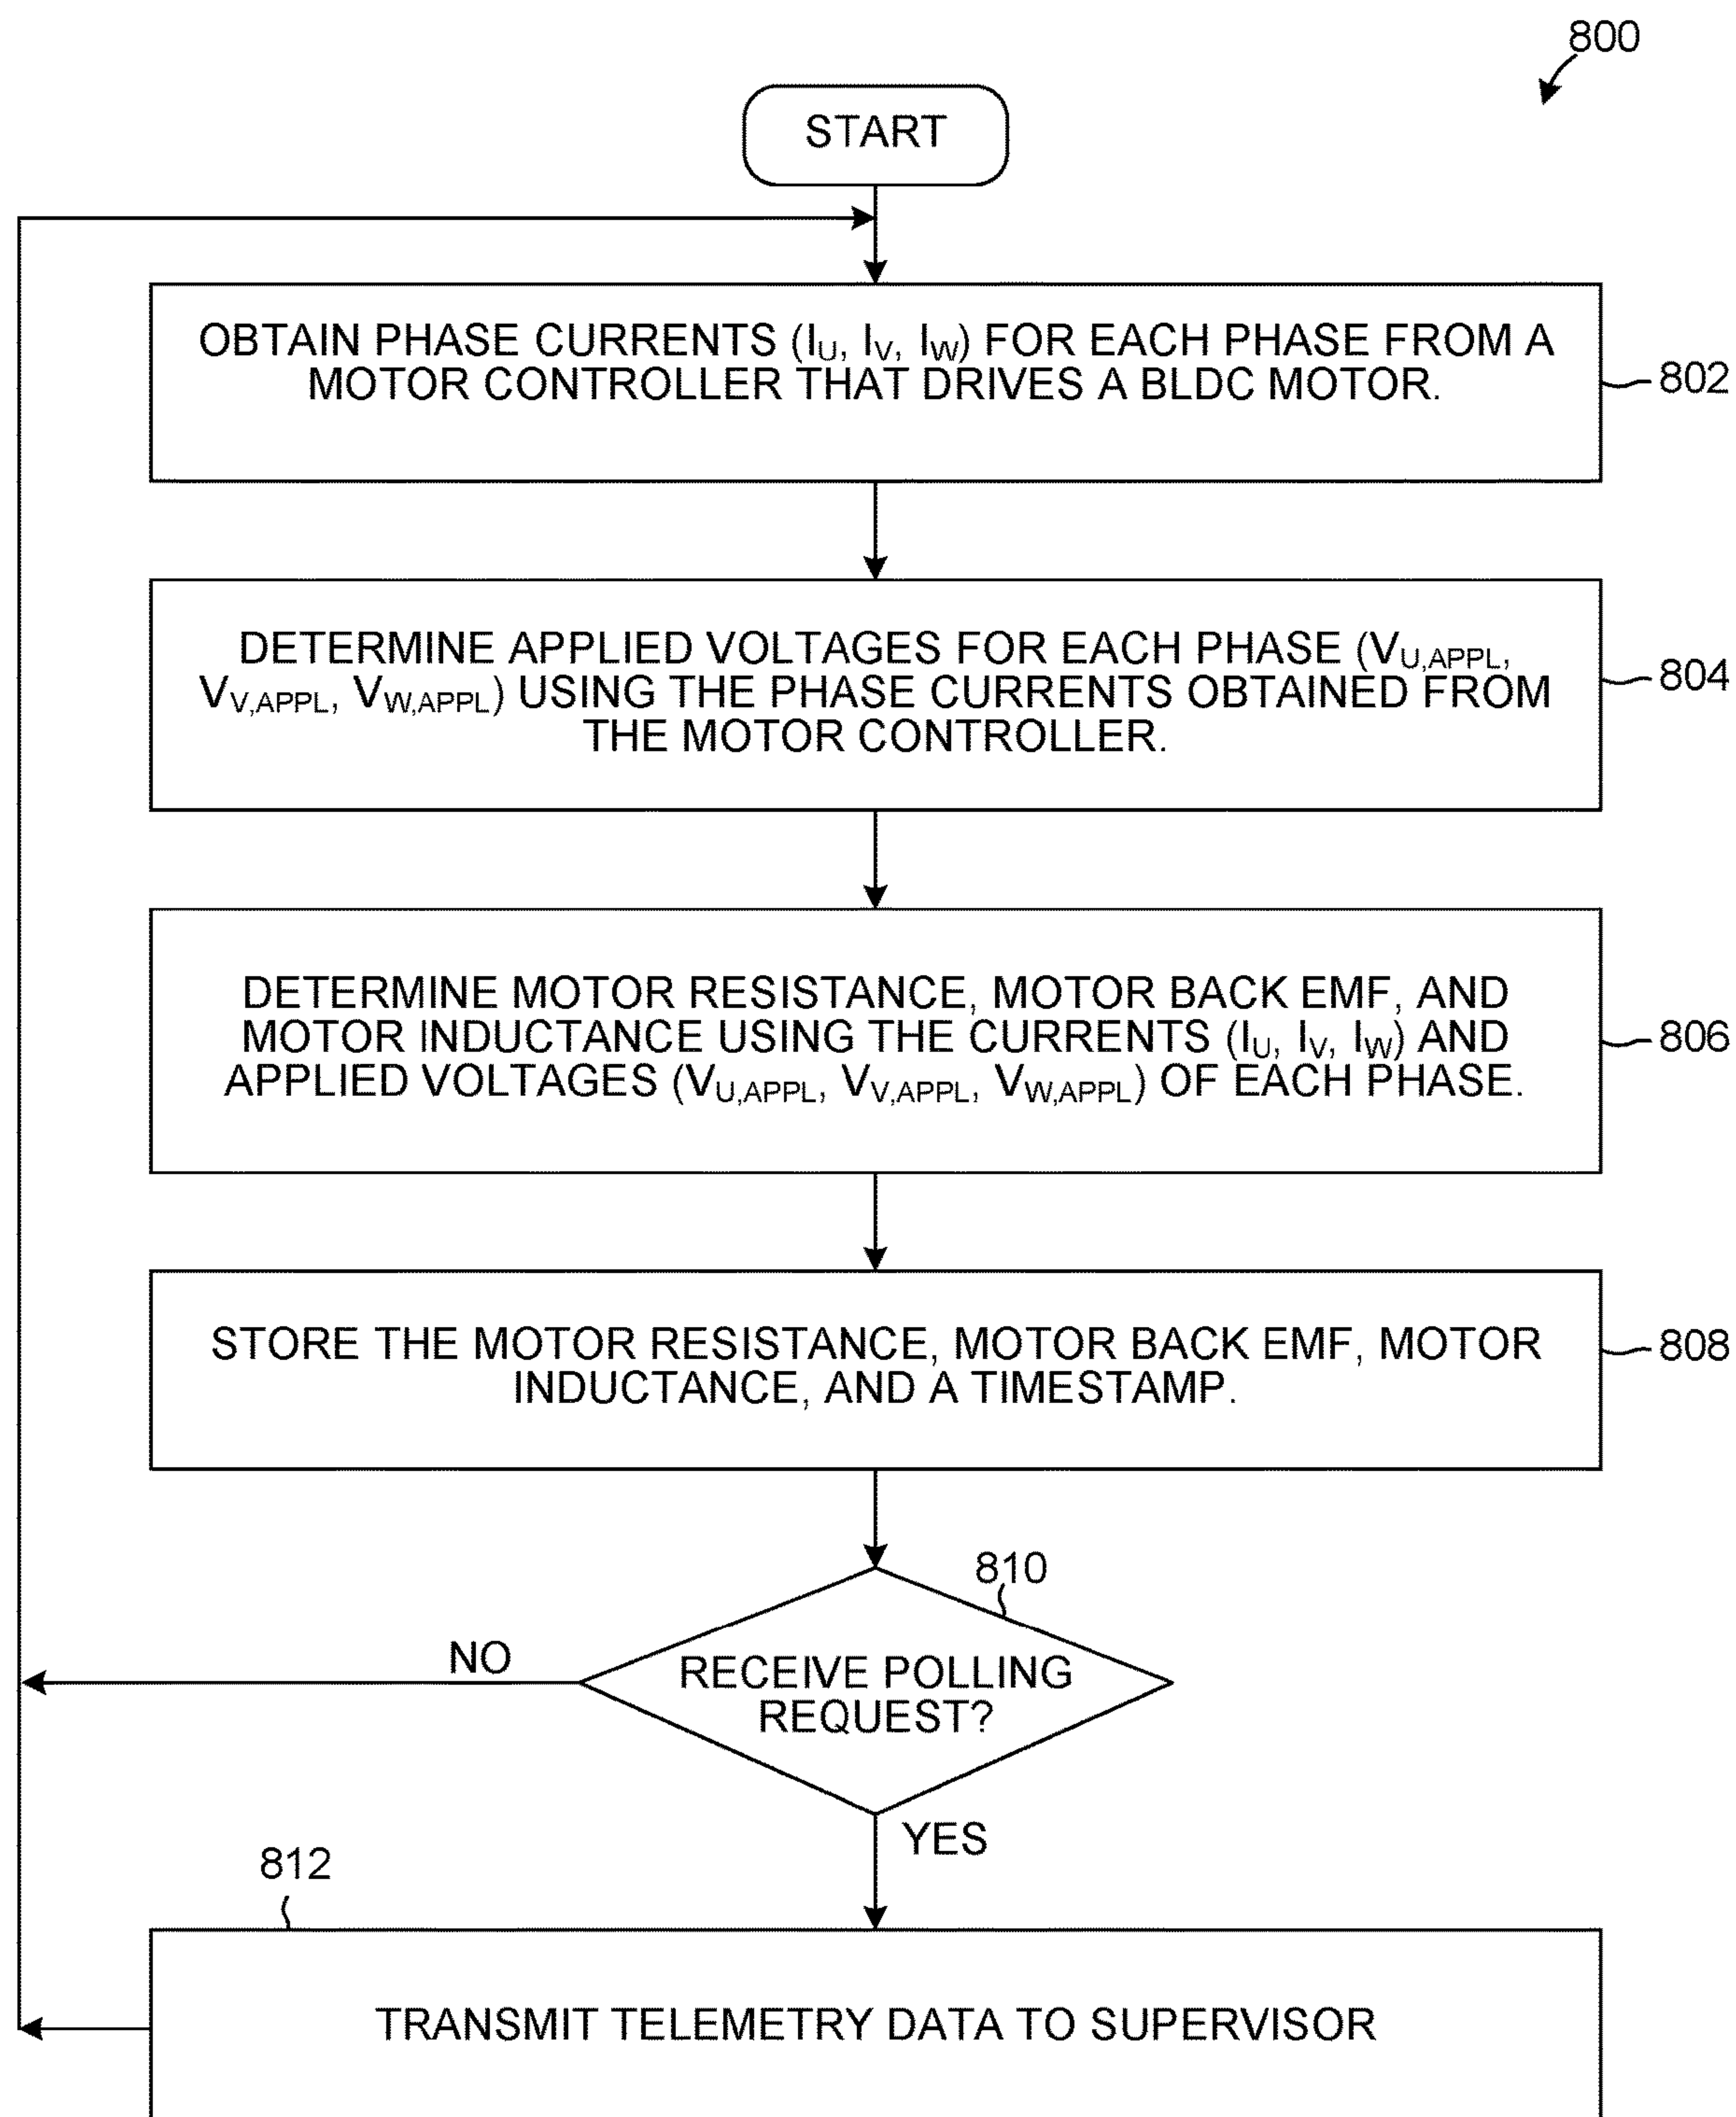 800
START
OBTAIN PHASE CURRENTS (IU, IV, IW) FOR EACH PHASE FROM A
MOTOR CONTROLLER THAT DRIVES A BLDC MOTOR.
802
DETERMINE APPLIED VOLTAGES FOR EACH PHASE (VU,APPL,
VV,APPL, VW,APPL) USING THE PHASE CURRENTS OBTAINED FROM
THE MOTOR CONTROLLER.
804
DETERMINE MOTOR RESISTANCE, MOTOR BACK EMF, AND
MOTOR INDUCTANCE USING THE CURRENTS (IU, IV, IW) AND
APPLIED VOLTAGES (VU,APPL, VV,APPL, VW,APPL) OF EACH PHASE.
806
STORE THE MOTOR RESISTANCE, MOTOR BACK EMF, MOTOR
INDUCTANCE, AND A TIMESTAMP.
808
810
RECEIVE POLLING
REQUEST?
NO
YES
812
TRANSMIT TELEMETRY DATA TO SUPERVISOR